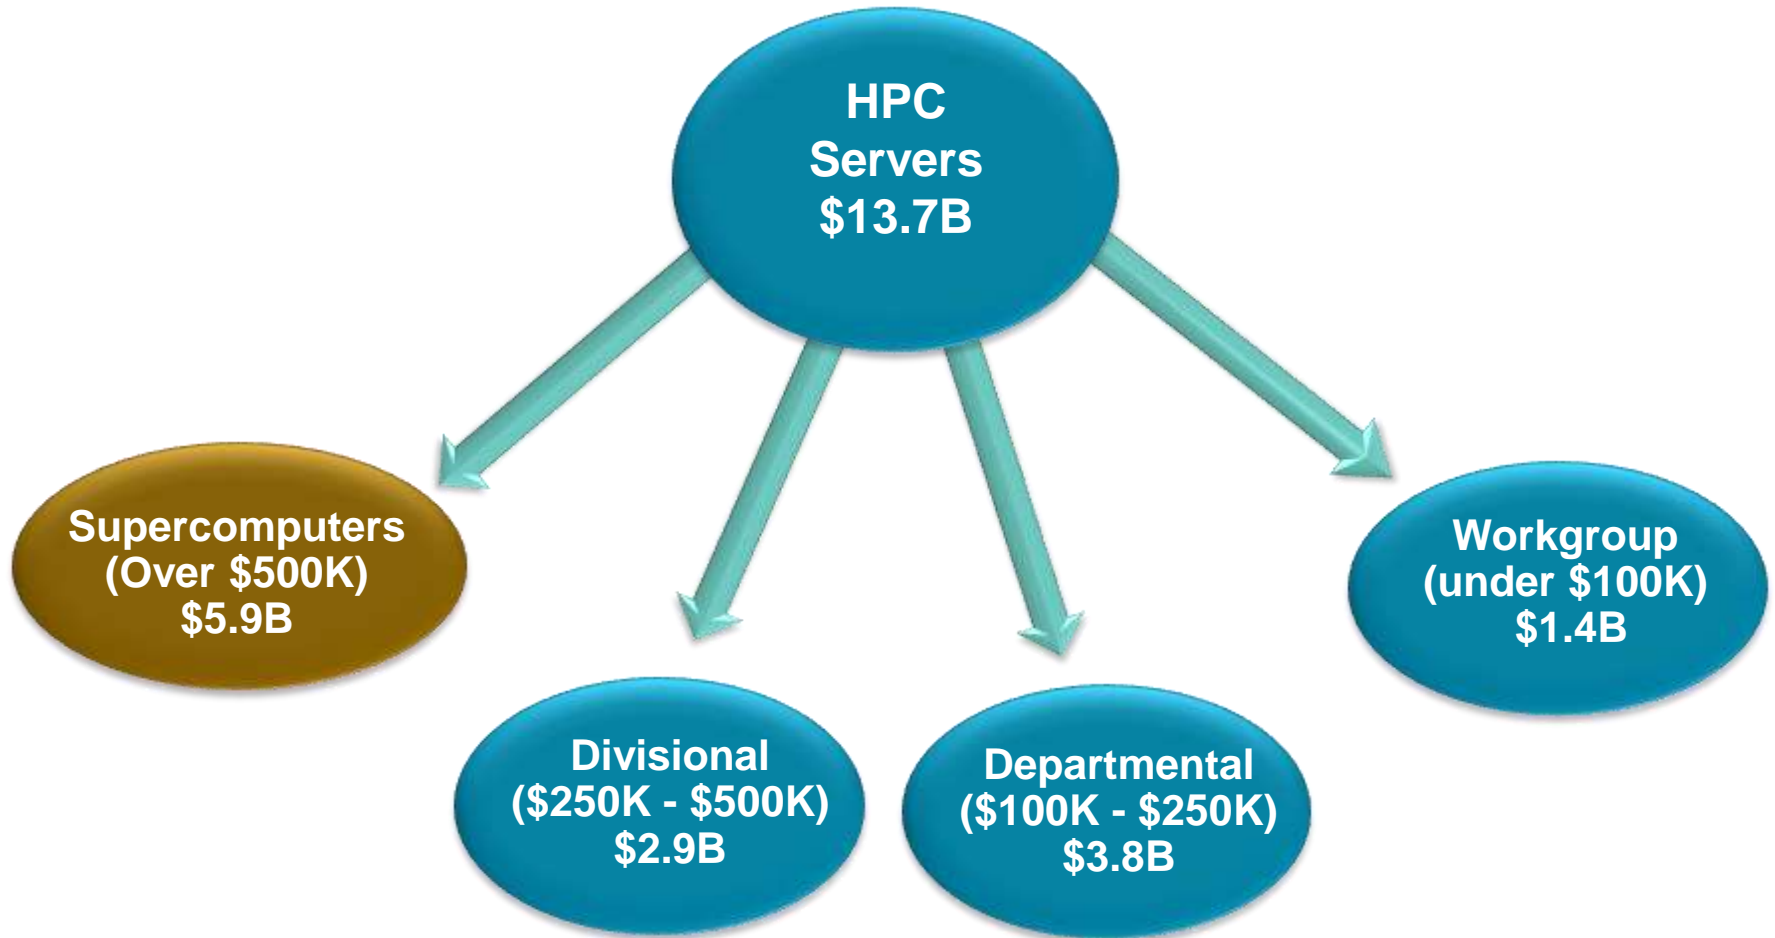 HPC
Servers
$13.7B
Supercomputers
(Over $500K)
$5.9B
Divisional
($250K - $500K)
$2.9B
Departmental
($100K - $250K)
$3.8B
Workgroup
(under $100K)
$1.4B